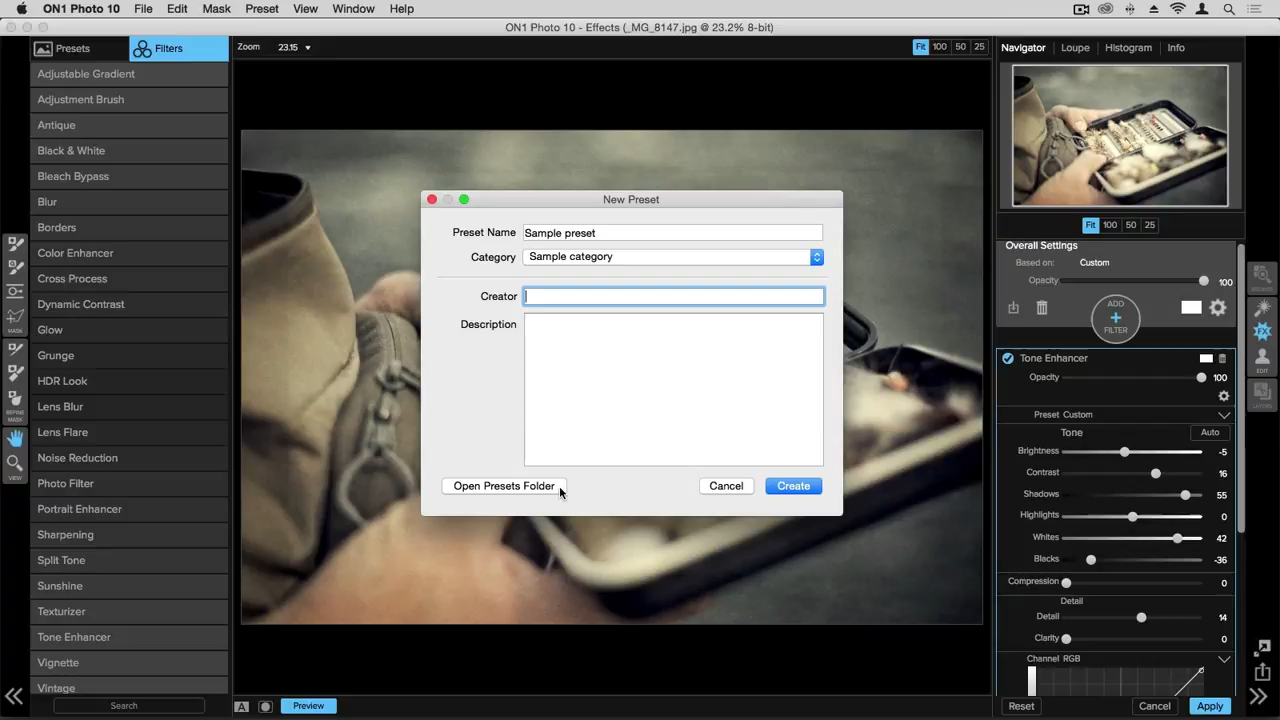 ON1 Photo 10 File Edit Mask Preset View Window Help
ON1 Photo 10 - Effects (_MG_8147.jpg @ 23.2% 8-bit)
Presets Filters
Zoom 23.15
Fit 100 50 25
Navigator Loupe Histogram Info
Adjustable Gradient
Adjustment Brush
Antique
Black & White
Bleach Bypass
Blur
Borders
Color Enhancer
Cross Process
Dynamic Contrast
Glow
Grunge
HDR Look
Lens Blur
Lens Flare
Noise Reduction
Photo Filter
Portrait Enhancer
Sharpening
Split Tone
Sunshine
Texturizer
Tone Enhancer
Vignette
Vintage
Search
MASK
REFINE
MASK
VIEW
New Preset
Preset Name Sample preset
Category Sample category
Creator
Description
Open Presets Folder Cancel Create
A Preview
Fit 100 50 25
Overall Settings
Based on: Custom
Opacity 100
ADD
FILTER
Tone Enhancer
Opacity 100
Preset Custom
Tone Auto
Brightness -5
Contrast 16
Shadows 55
Highlights 0
Whites 42
Blacks -36
Compression 0
Detail
Detail 14
Clarity 0
Channel RGB
Reset Cancel Apply
FX
EDIT
LAYERS